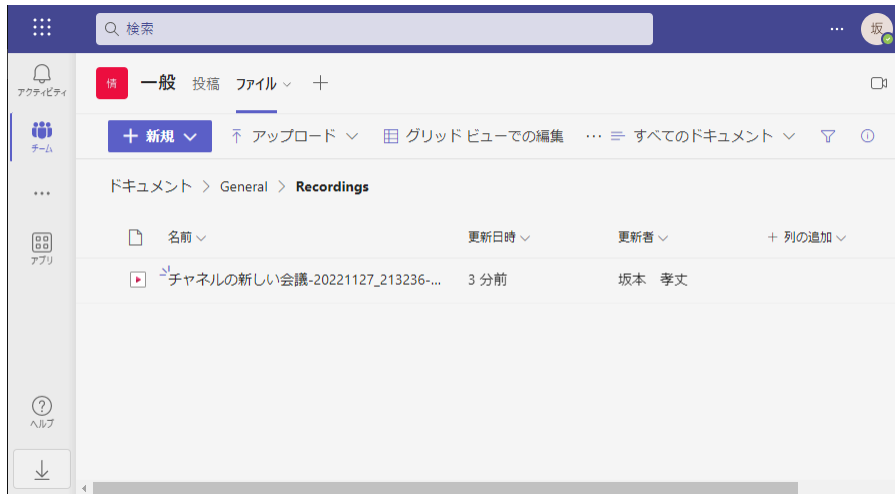 検索
坂
アクティビティ
チーム
アプリ
ヘルプ
情 一般 投稿 ファイル
新規 アップロード グリッド ビューでの編集 … すべてのドキュメント
ドキュメント > General > Recordings
名前 更新日時 更新者 + 列の追加
チャネルの新しい会議-20221127_213236-... 3 分前 坂本 孝丈